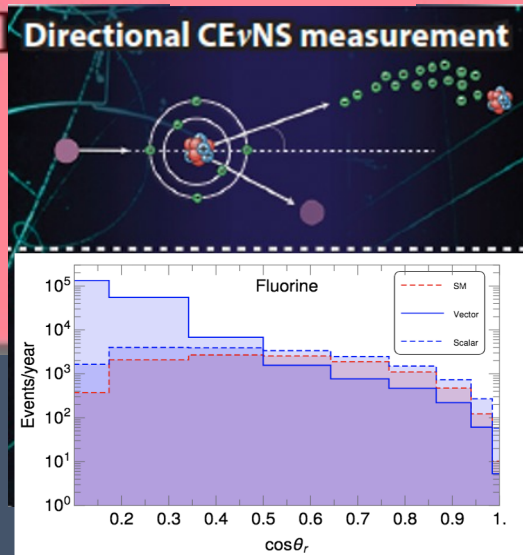 Directional CEνNS measurement
Fluorine
SM
Vector
Scalar
Events/year
10⁵
10⁴
10³
10²
10¹
10⁰
0.2 0.3 0.4 0.5 0.6 0.7 0.8 0.9 1.
cosθᵣ